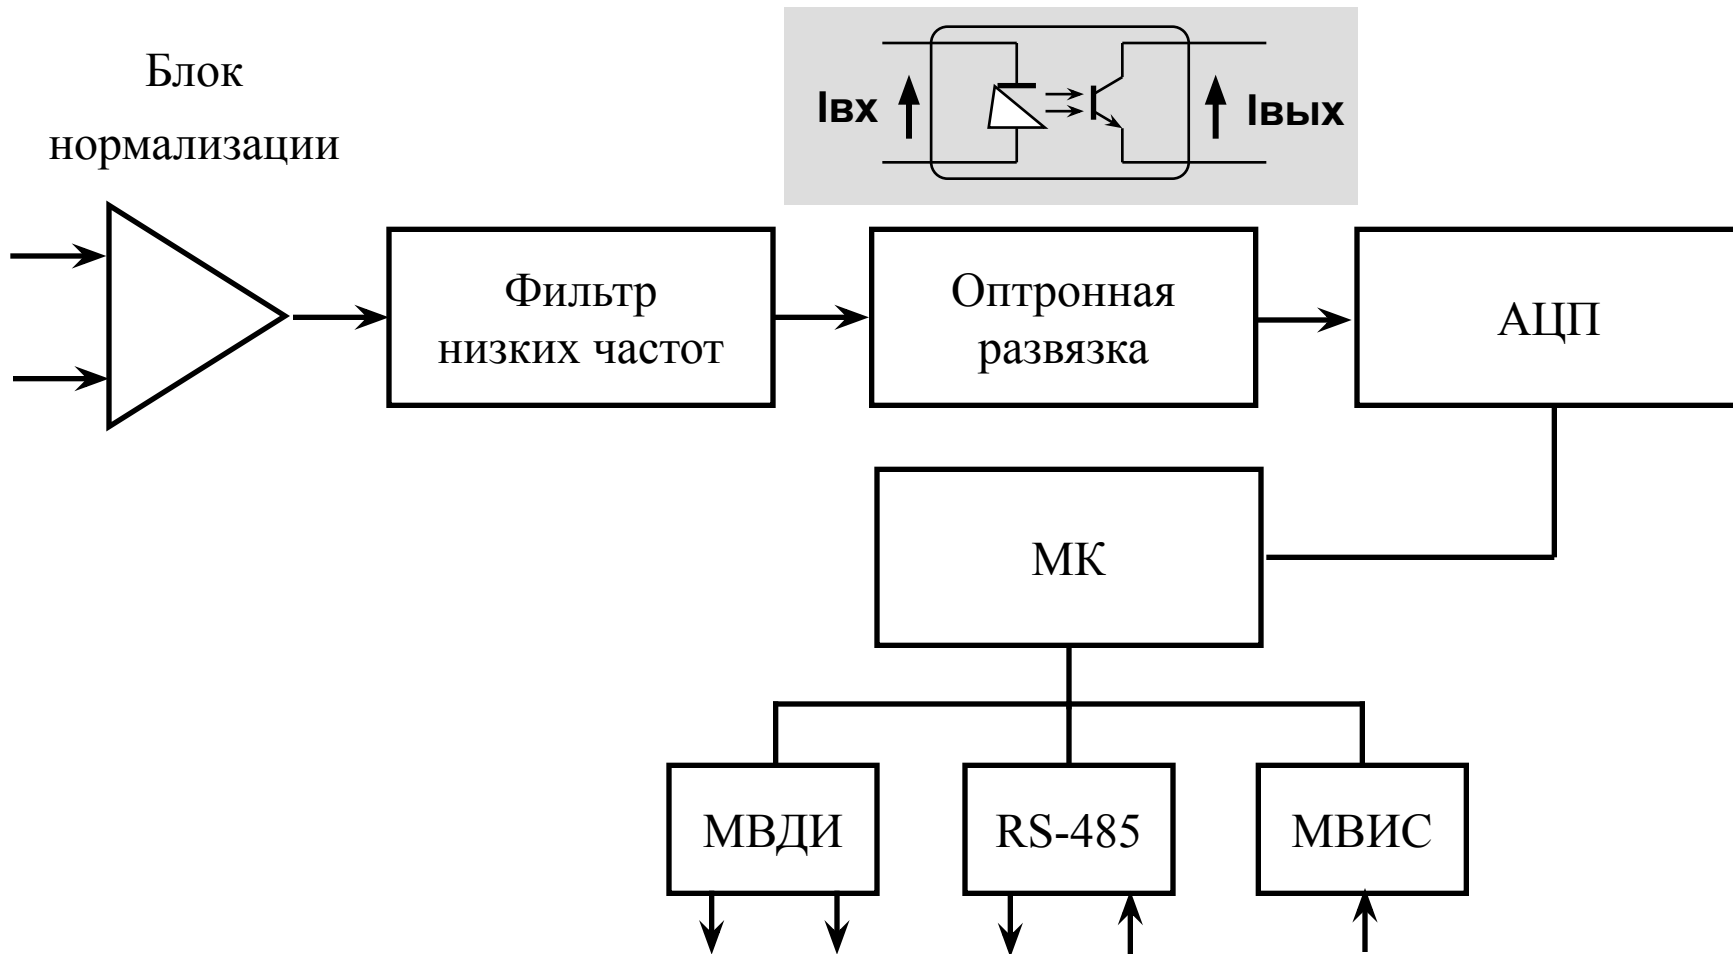 Блок
нормализации
Iвх
Iвых
Фильтр
низких частот
Оптронная
развязка
АЦП
МК
МВДИ
RS-485
МВИС